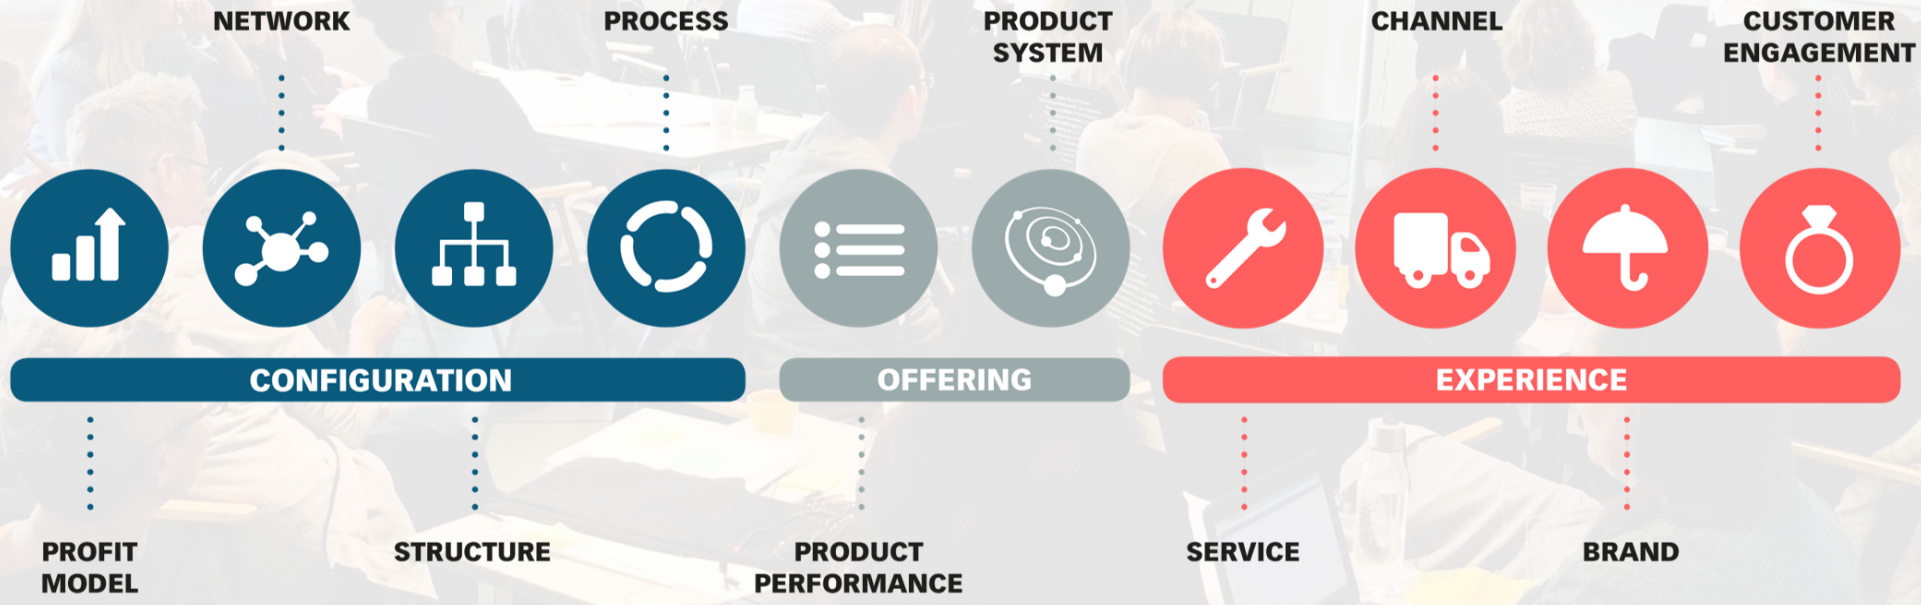 NETWORK
PROCESS
PRODUCT
SYSTEM
CHANNEL
CUSTOMER
ENGAGEMENT
CONFIGURATION
OFFERING
EXPERIENCE
PROFIT
MODEL
STRUCTURE
PRODUCT
PERFORMANCE
SERVICE
BRAND